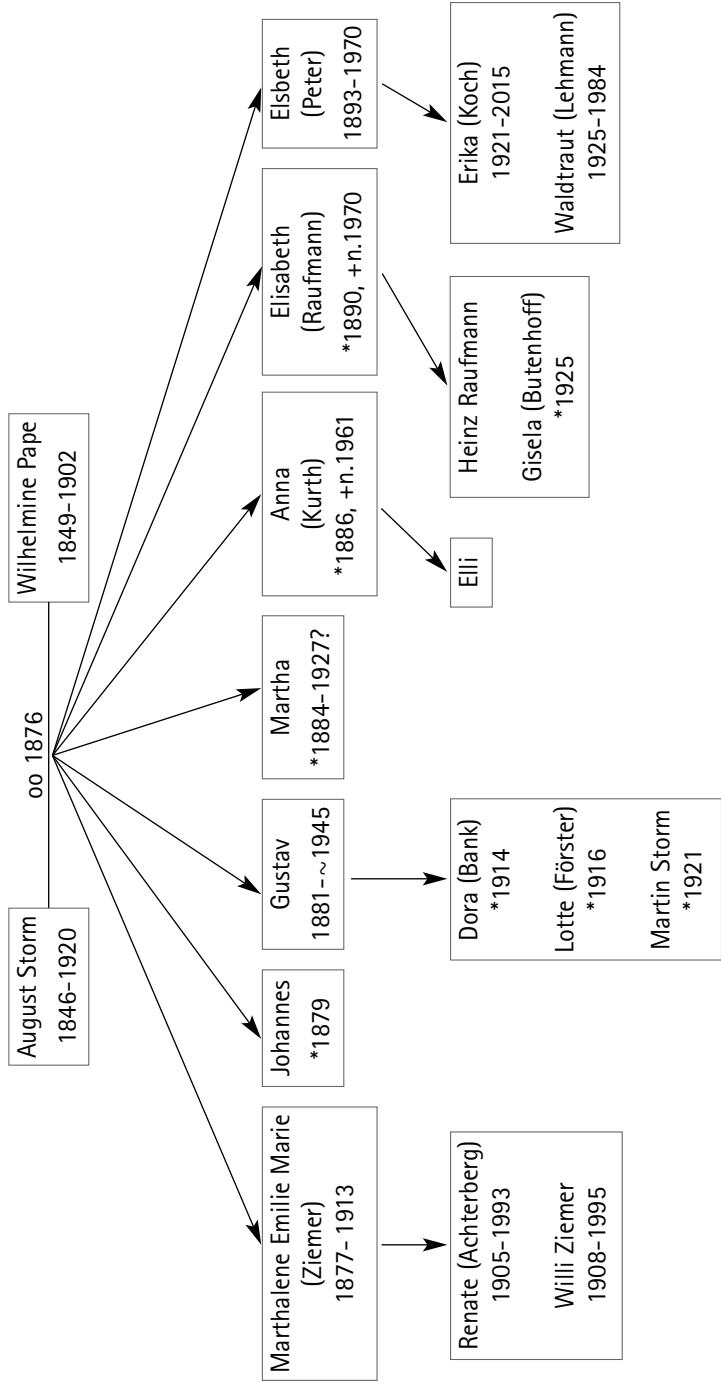 August Storm
1846–1920
oo 1876
Wilhelmine Pape
1849–1902
Marthalene Emilie Marie
(Ziemer)
1877- 1913
Johannes
*1879
Gustav
1881-~1945
Martha
*1884–1927?
Anna
(Kurth)
*1886, +n.1961
Elisabeth
(Raufmann)
*1890, +n.1970
Elsbeth
(Peter)
1893–1970
Renate (Achterberg)
1905–1993
Willi Ziemer
1908–1995
Dora (Bank)
*1914
Lotte (Förster)
*1916
Martin Storm
*1921
Elli
Heinz Raufmann
Gisela (Butenhoff)
*1925
Erika (Koch)
1921–2015
Waldtraut (Lehmann)
1925–1984